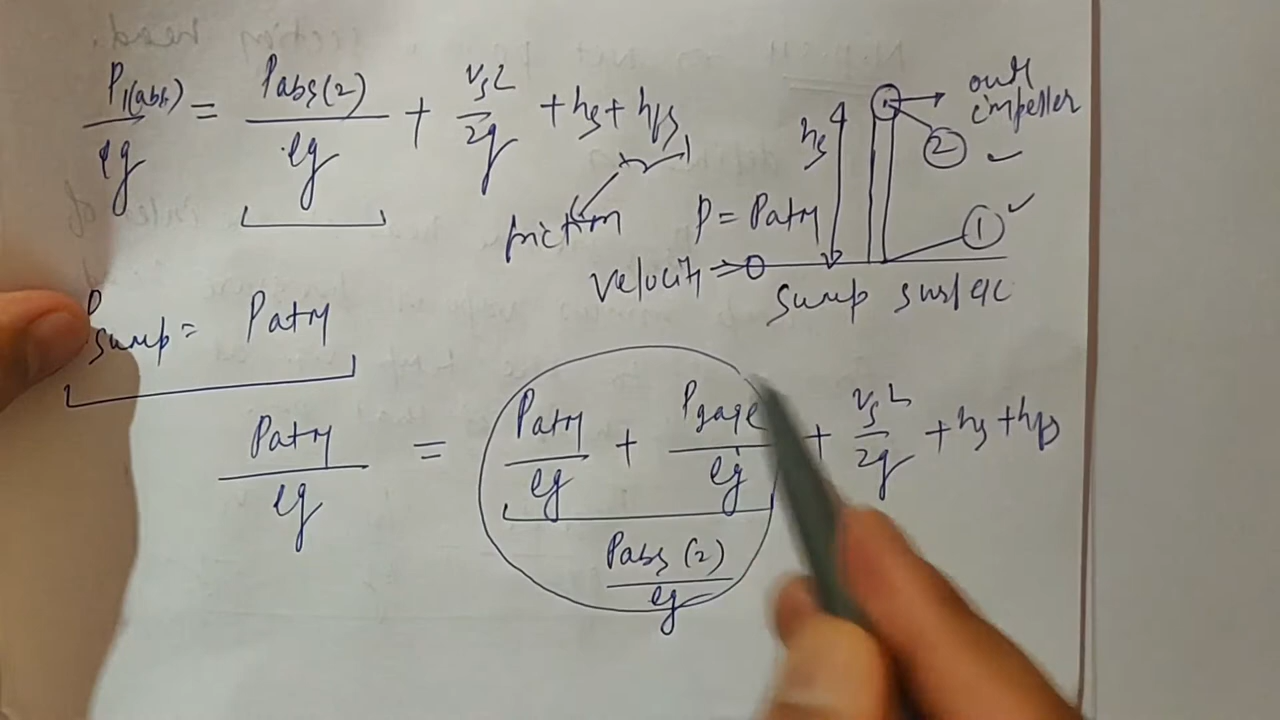 P1(abs)/ρg = Pabs(2)/ρg + vs²/2g + hs + hfs
friction
our impeller
hs
2
P = Patm
1
velocity ⇒ 0
sump surface
Psump = Patm
Patm/ρg = Patm/ρg + Pgage/ρg + vs²/2g + hs + hfs
Pabs(2)/ρg